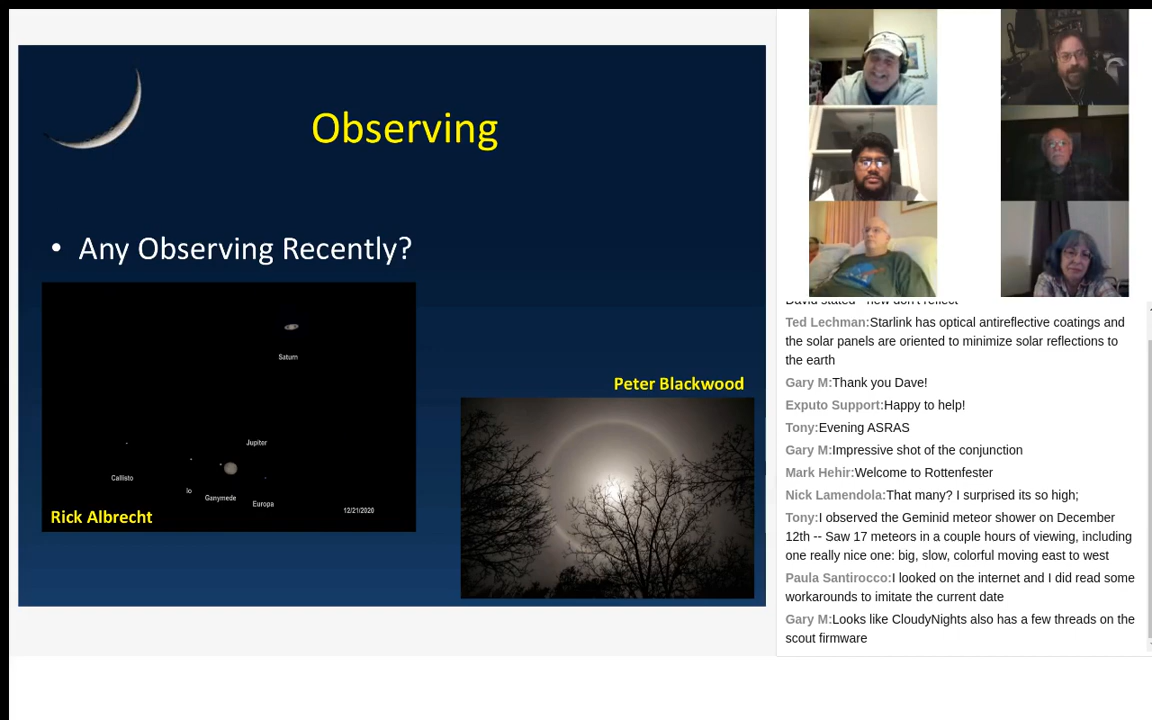 Observing
• Any Observing Recently?
Saturn
Jupiter
Callisto
Io
Ganymede
Europa
12/21/2020
Rick Albrecht
Peter Blackwood
David stated - new don't reflect
Ted Lechman:Starlink has optical antireflective coatings and
the solar panels are oriented to minimize solar reflections to
the earth
Gary M:Thank you Dave!
Exputo Support:Happy to help!
Tony:Evening ASRAS
Gary M:Impressive shot of the conjunction
Mark Hehir:Welcome to Rottenfester
Nick Lamendola:That many? I surprised its so high;
Tony:I observed the Geminid meteor shower on December
12th -- Saw 17 meteors in a couple hours of viewing, including
one really nice one: big, slow, colorful moving east to west
Paula Santirocco:I looked on the internet and I did read some
workarounds to imitate the current date
Gary M:Looks like CloudyNights also has a few threads on the
scout firmware